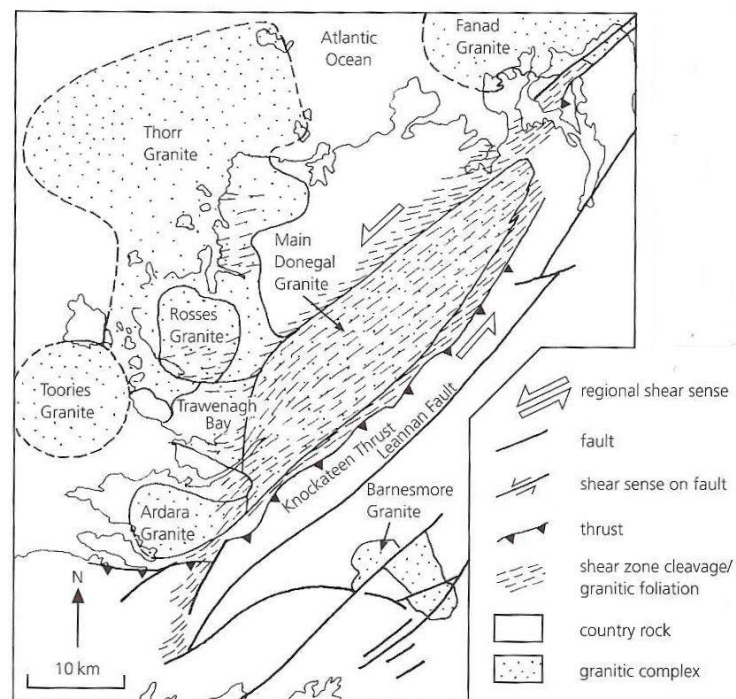 Fanad
Granite
Atlantic
Ocean
Thorr
Granite
Main
Donegal
Granite
Rosses
Granite
Toories
Granite
Trawenagh
Bay
Knockateen Thrust
Leannan Fault
Ardara
Granite
Barnesmore
Granite
N
10 km
regional shear sense
fault
shear sense on fault
thrust
shear zone cleavage/
granitic foliation
country rock
granitic complex